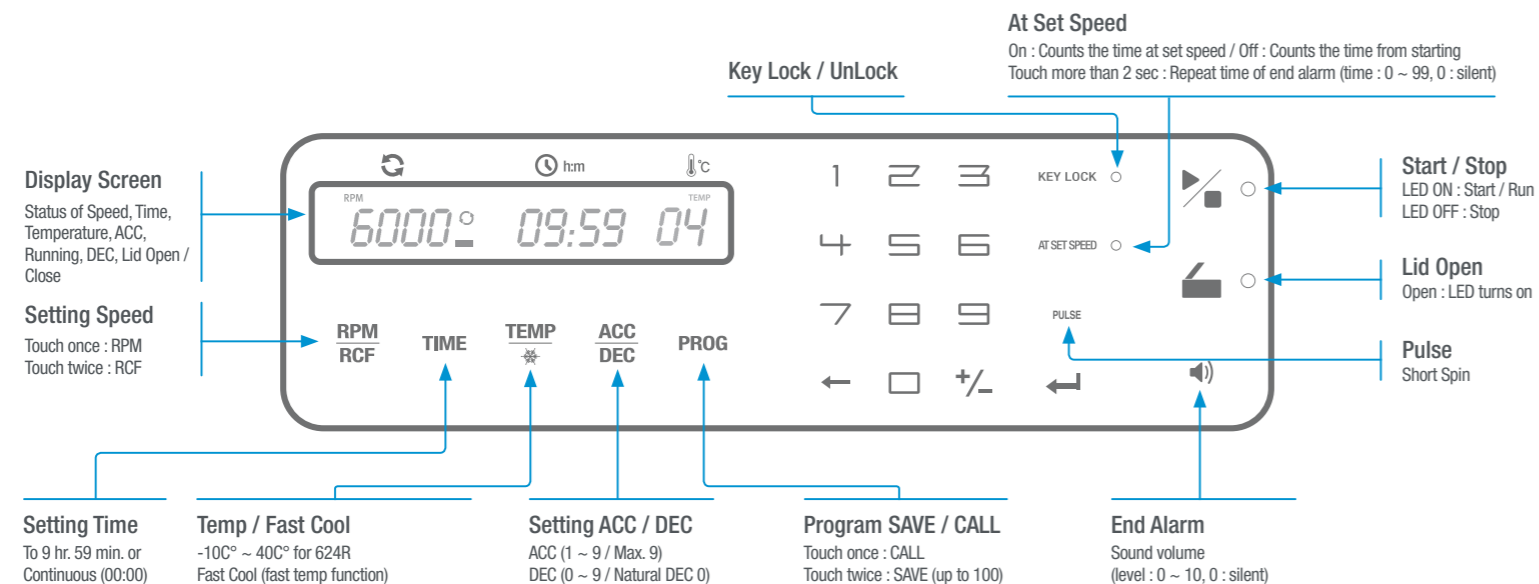 At Set Speed
On : Counts the time at set speed / Off : Counts the time from starting
Touch more than 2 sec : Repeat time of end alarm (time : 0 ~ 99, 0 : silent)
Key Lock / UnLock
Display Screen
Status of Speed, Time,
Temperature, ACC,
Running, DEC, Lid Open /
Close
Setting Speed
Touch once : RPM
Touch twice : RCF
h:m
°C
RPM
TEMP
6000 09:59 04
RPM
RCF
TIME
TEMP
ACC
DEC
PROG
1 2 3
KEY LOCK
4 5 6
AT SET SPEED
7 8 9
PULSE
0 +/-
Start / Stop
LED ON : Start / Run
LED OFF : Stop
Lid Open
Open : LED turns on
Pulse
Short Spin
Setting Time
To 9 hr. 59 min. or
Continuous (00:00)
Temp / Fast Cool
-10C° ~ 40C° for 624R
Fast Cool (fast temp function)
Setting ACC / DEC
ACC (1 ~ 9 / Max. 9)
DEC (0 ~ 9 / Natural DEC 0)
Program SAVE / CALL
Touch once : CALL
Touch twice : SAVE (up to 100)
End Alarm
Sound volume
(level : 0 ~ 10, 0 : silent)